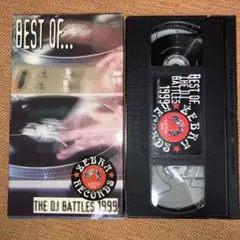 BEST OF...
ZEBRA
RECORDS
THE DJ BATTLES 1999
BEST OF
THE DJ
BATTLES
1999
ZEBRA
RECORDS